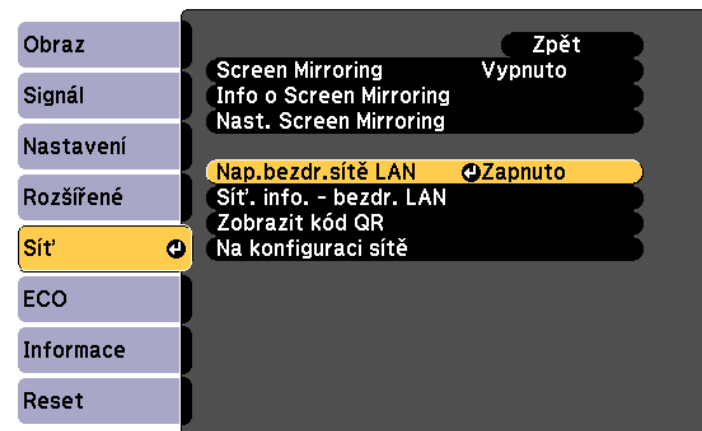 Obraz
Signál
Nastavení
Rozšířené
Síť
ECO
Informace
Reset
Zpět
Screen Mirroring Vypnuto
Info o Screen Mirroring
Nast. Screen Mirroring
Nap.bezdr.sítě LAN Zapnuto
Síť. info. - bezdr. LAN
Zobrazit kód QR
Na konfiguraci sítě